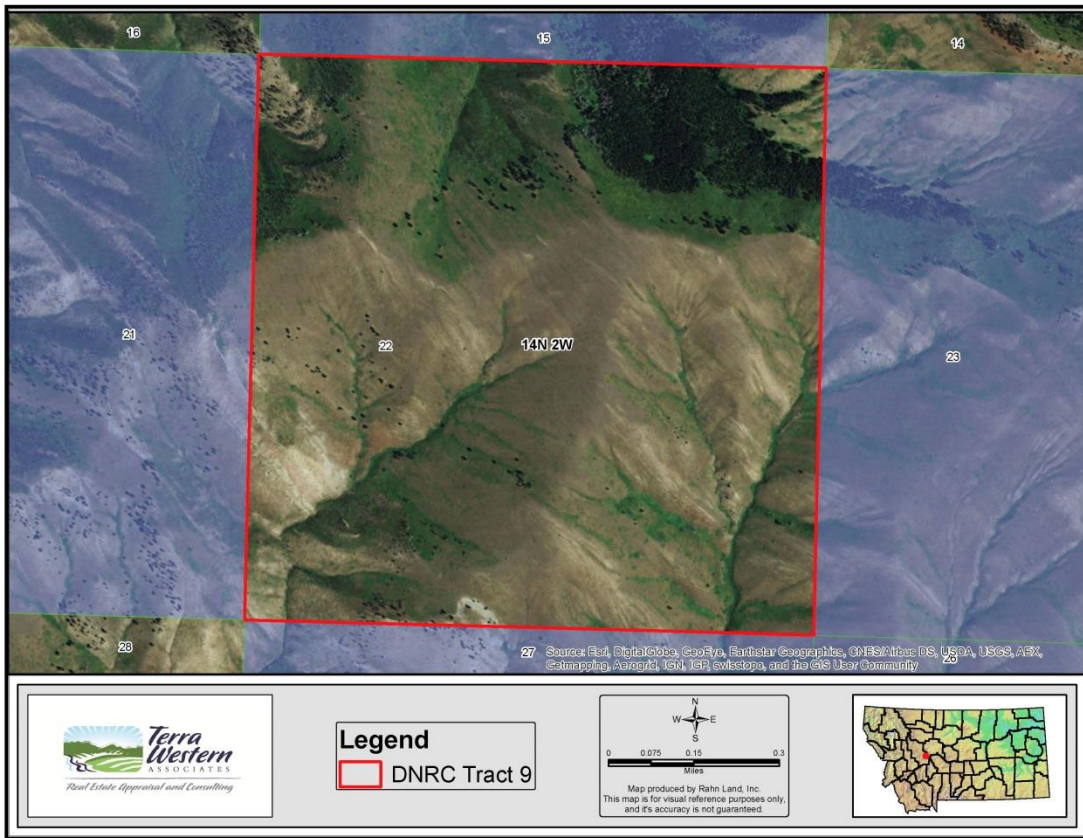 16
15
14
21
22
14N 2W
23
28
27
26
Source: Esri, DigitalGlobe, GeoEye, Earthstar Geographics, CNES/Airbus DS, USDA, USGS, AEX,
Getmapping, Aerogrid, IGN, IGP, swisstopo, and the GIS User Community
Terra
Western
ASSOCIATES
Real Estate Appraisal and Consulting
Legend
DNRC Tract 9
N
W E
S
0 0.075 0.15 0.3
Miles
Map produced by Rahn Land, Inc.
This map is for visual reference purposes only,
and it's accuracy is not guaranteed.